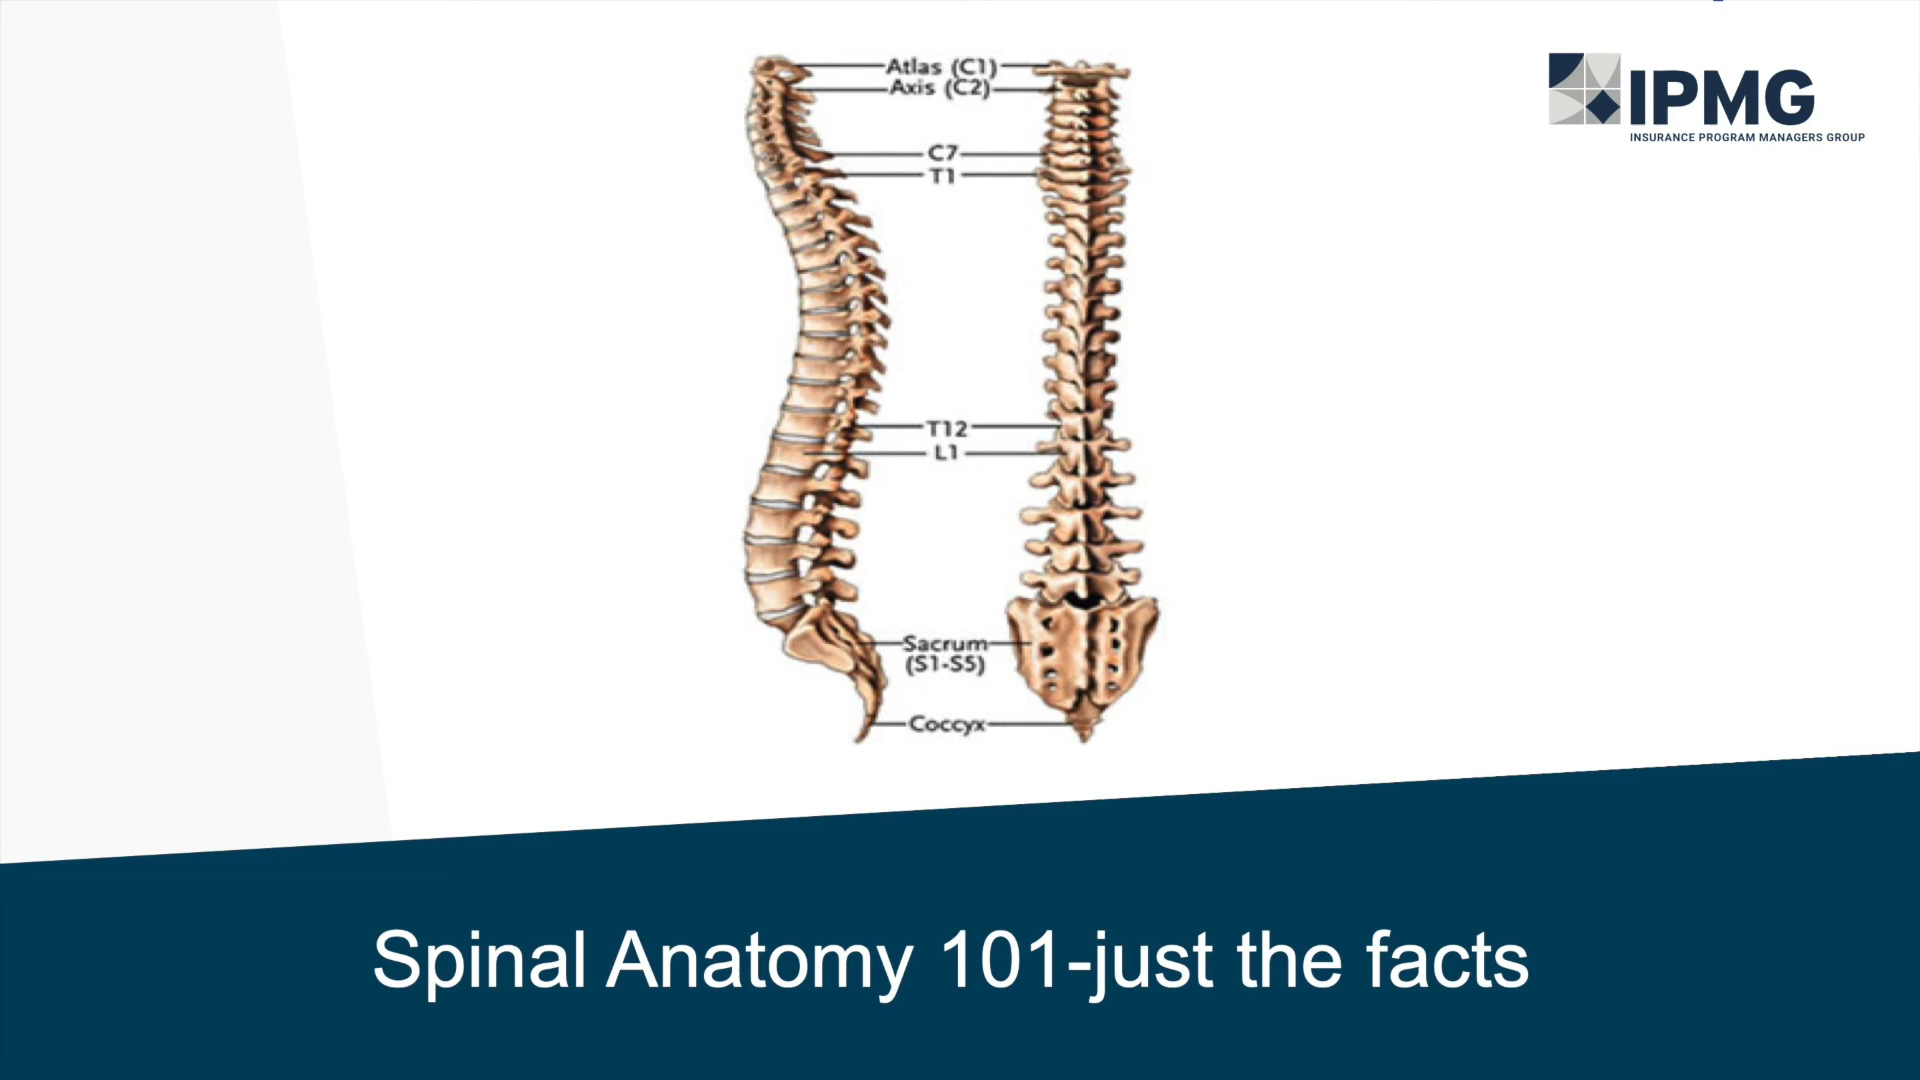 Atlas (C1)
Axis (C2)
C7
T1
T12
L1
Sacrum
(S1-S5)
Coccyx
IPMG
INSURANCE PROGRAM MANAGERS GROUP
Spinal Anatomy 101-just the facts